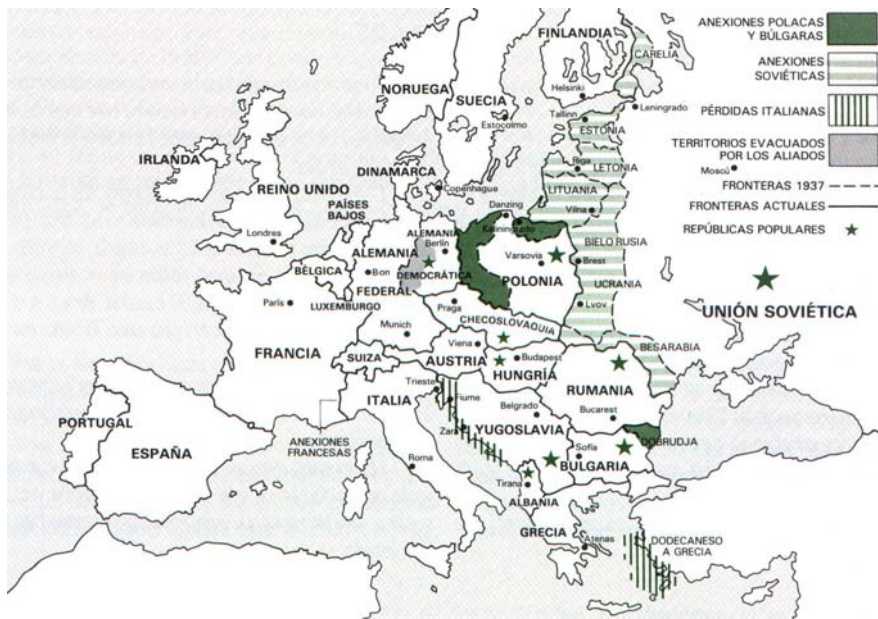 ANEXIONES POLACAS
Y BÚLGARAS
ANEXIONES
SOVIÉTICAS
PÉRDIDAS ITALIANAS
TERRITORIOS EVACUADOS
POR LOS ALIADOS
FRONTERAS 1937
FRONTERAS ACTUALES
REPÚBLICAS POPULARES
FINLANDIA
CARELIA
NORUEGA
SUECIA
Helsinki
Leningrado
Tallinn
Estocolmo
ESTONIA
IRLANDA
Riga
LETONIA
Moscú
DINAMARCA
REINO UNIDO
Copenhague
LITUANIA
PAÍSES
BAJOS
Danzing
Vilna
Kaliningrado
Londres
ALEMANIA
Berlín
DEMOCRÁTICA
ALEMANIA
FEDERAL
Bon
Varsovia
POLONIA
BIELO RUSIA
Brest
BÉLGICA
UCRANIA
UNIÓN SOVIÉTICA
París
LUXEMBURGO
Praga
Lvov
CHECOSLOVAQUIA
Munich
Viena
BESARABIA
FRANCIA
SUIZA
AUSTRIA
Budapest
HUNGRÍA
RUMANIA
Trieste
Fiume
ITALIA
Belgrado
Bucarest
PORTUGAL
ESPAÑA
ANEXIONES
FRANCESAS
Zara
YUGOSLAVIA
DOBRUDJA
Sofía
BULGARIA
Roma
Tirana
ALBANIA
GRECIA
Atenas
DODECANESO
A GRECIA